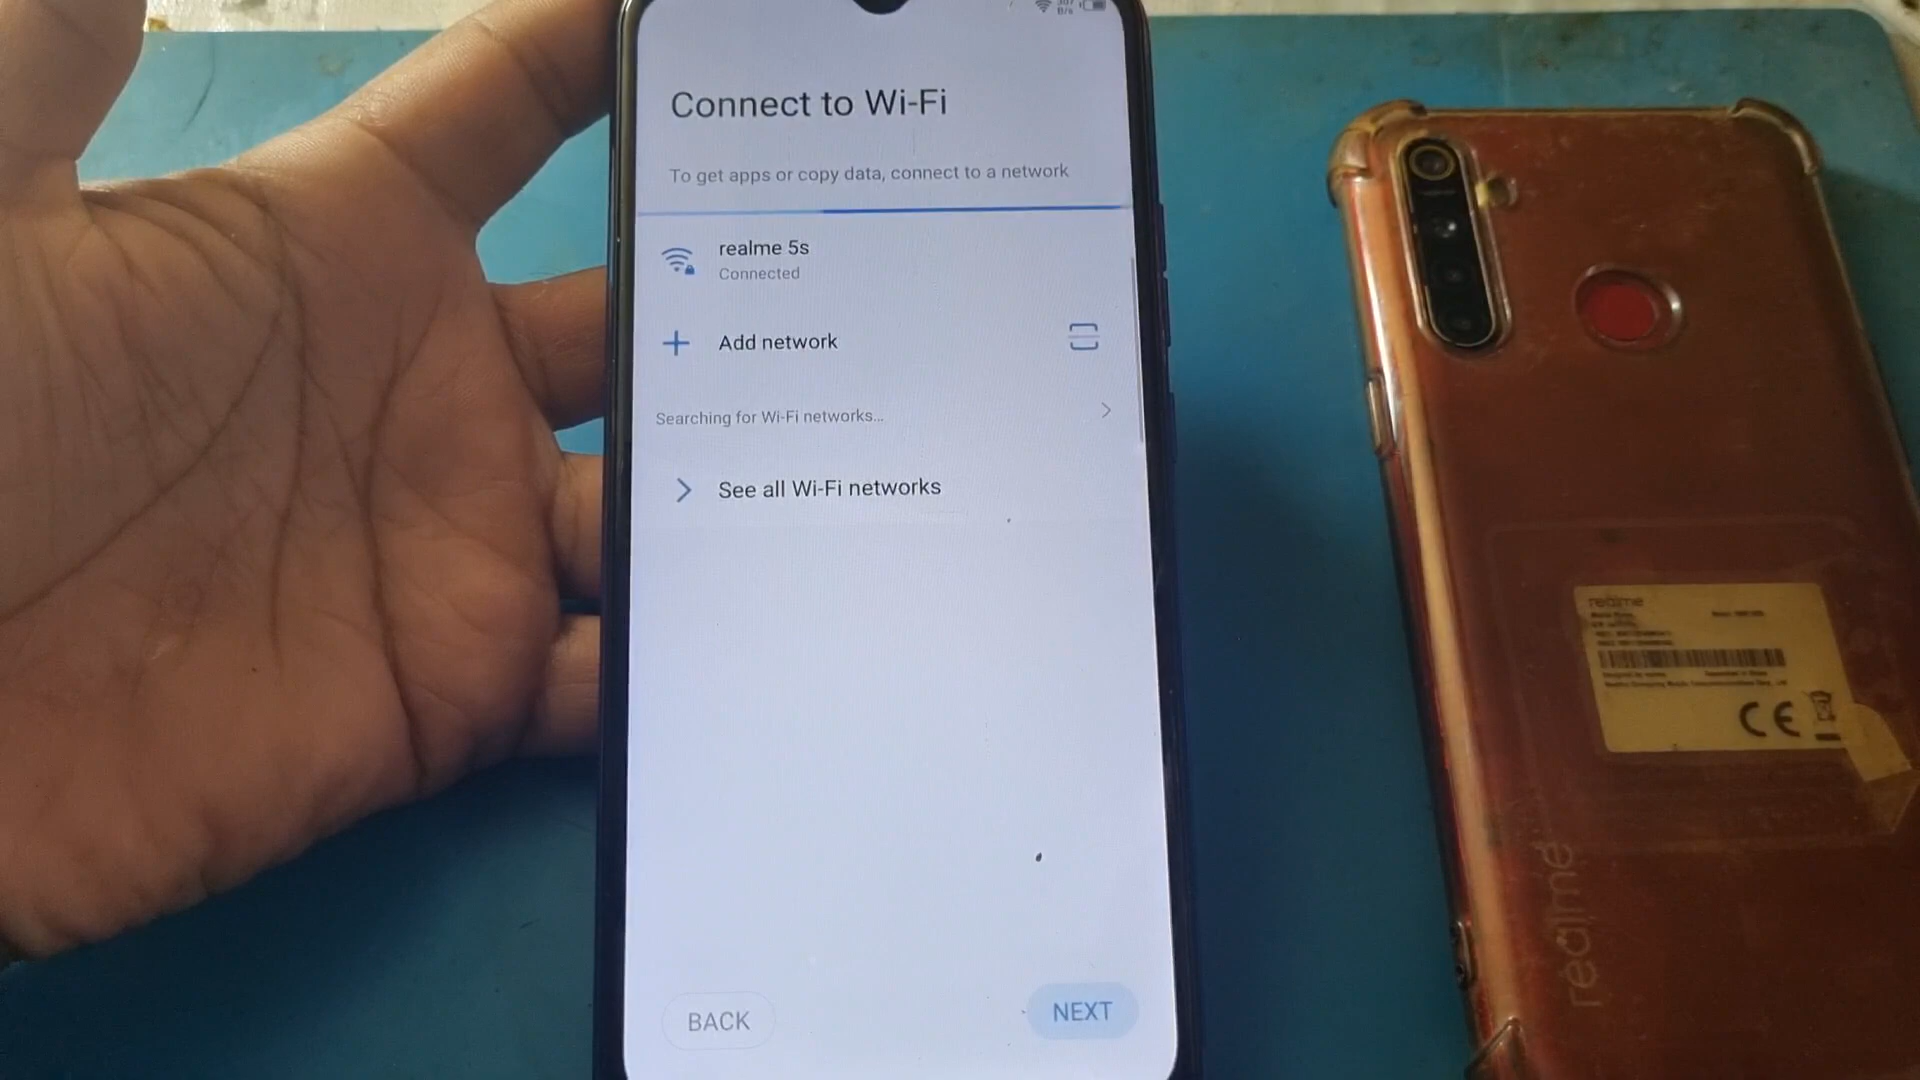 Connect to Wi-Fi
To get apps or copy data, connect to a network
realme 5s
Connected
Add network
Searching for Wi-Fi networks...
See all Wi-Fi networks
BACK
NEXT
realme
CE
realme